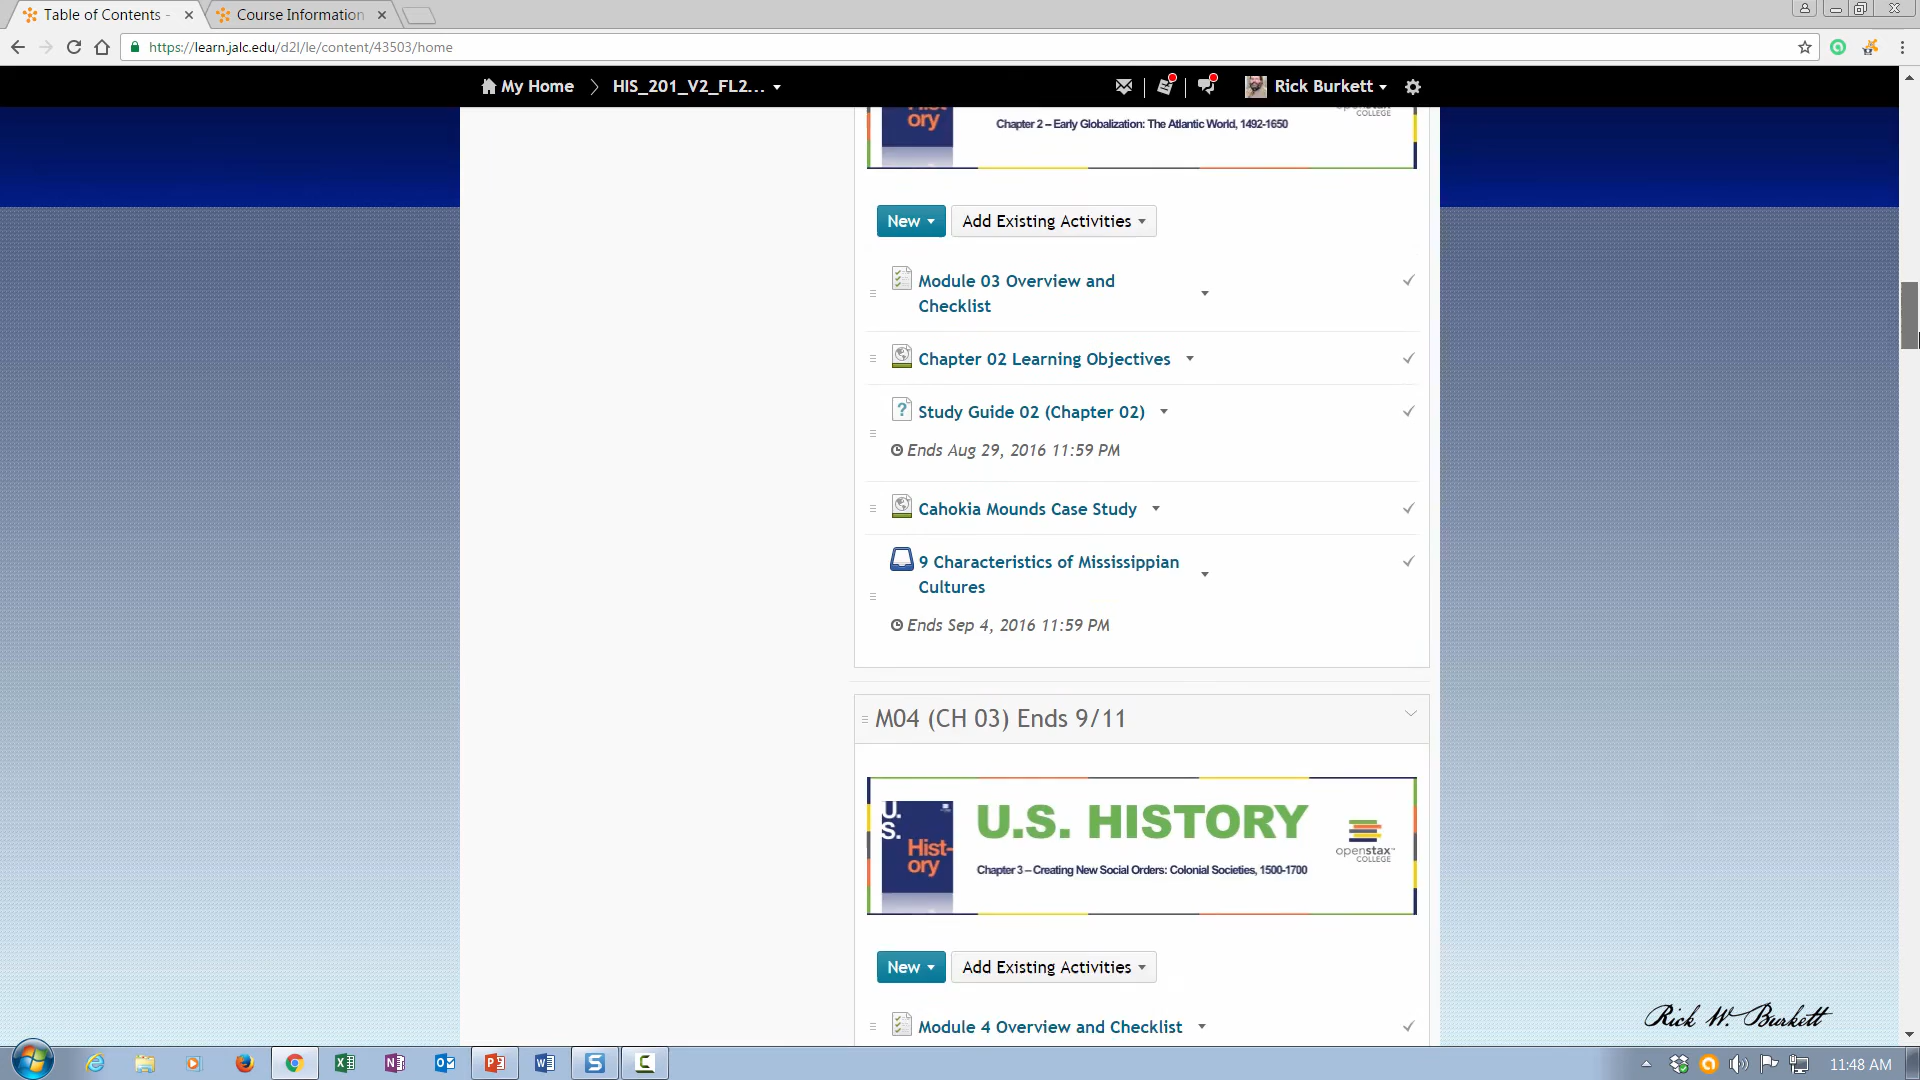 Table of Contents -
Course Information
https://learn.jalc.edu/d2l/le/content/43503/home
My Home
HIS_201_V2_FL2...
Rick Burkett
ory
Chapter 2 – Early Globalization: The Atlantic World, 1492-1650
COLLEGE
New
Add Existing Activities
Module 03 Overview and
Checklist
Chapter 02 Learning Objectives
Study Guide 02 (Chapter 02)
Ends Aug 29, 2016 11:59 PM
Cahokia Mounds Case Study
9 Characteristics of Mississippian
Cultures
Ends Sep 4, 2016 11:59 PM
M04 (CH 03) Ends 9/11
U.
S.
Hist-
ory
U.S. HISTORY
Chapter 3 – Creating New Social Orders: Colonial Societies, 1500-1700
openstax™
COLLEGE
New
Add Existing Activities
Module 4 Overview and Checklist
Rick W. Burkett
11:48 AM